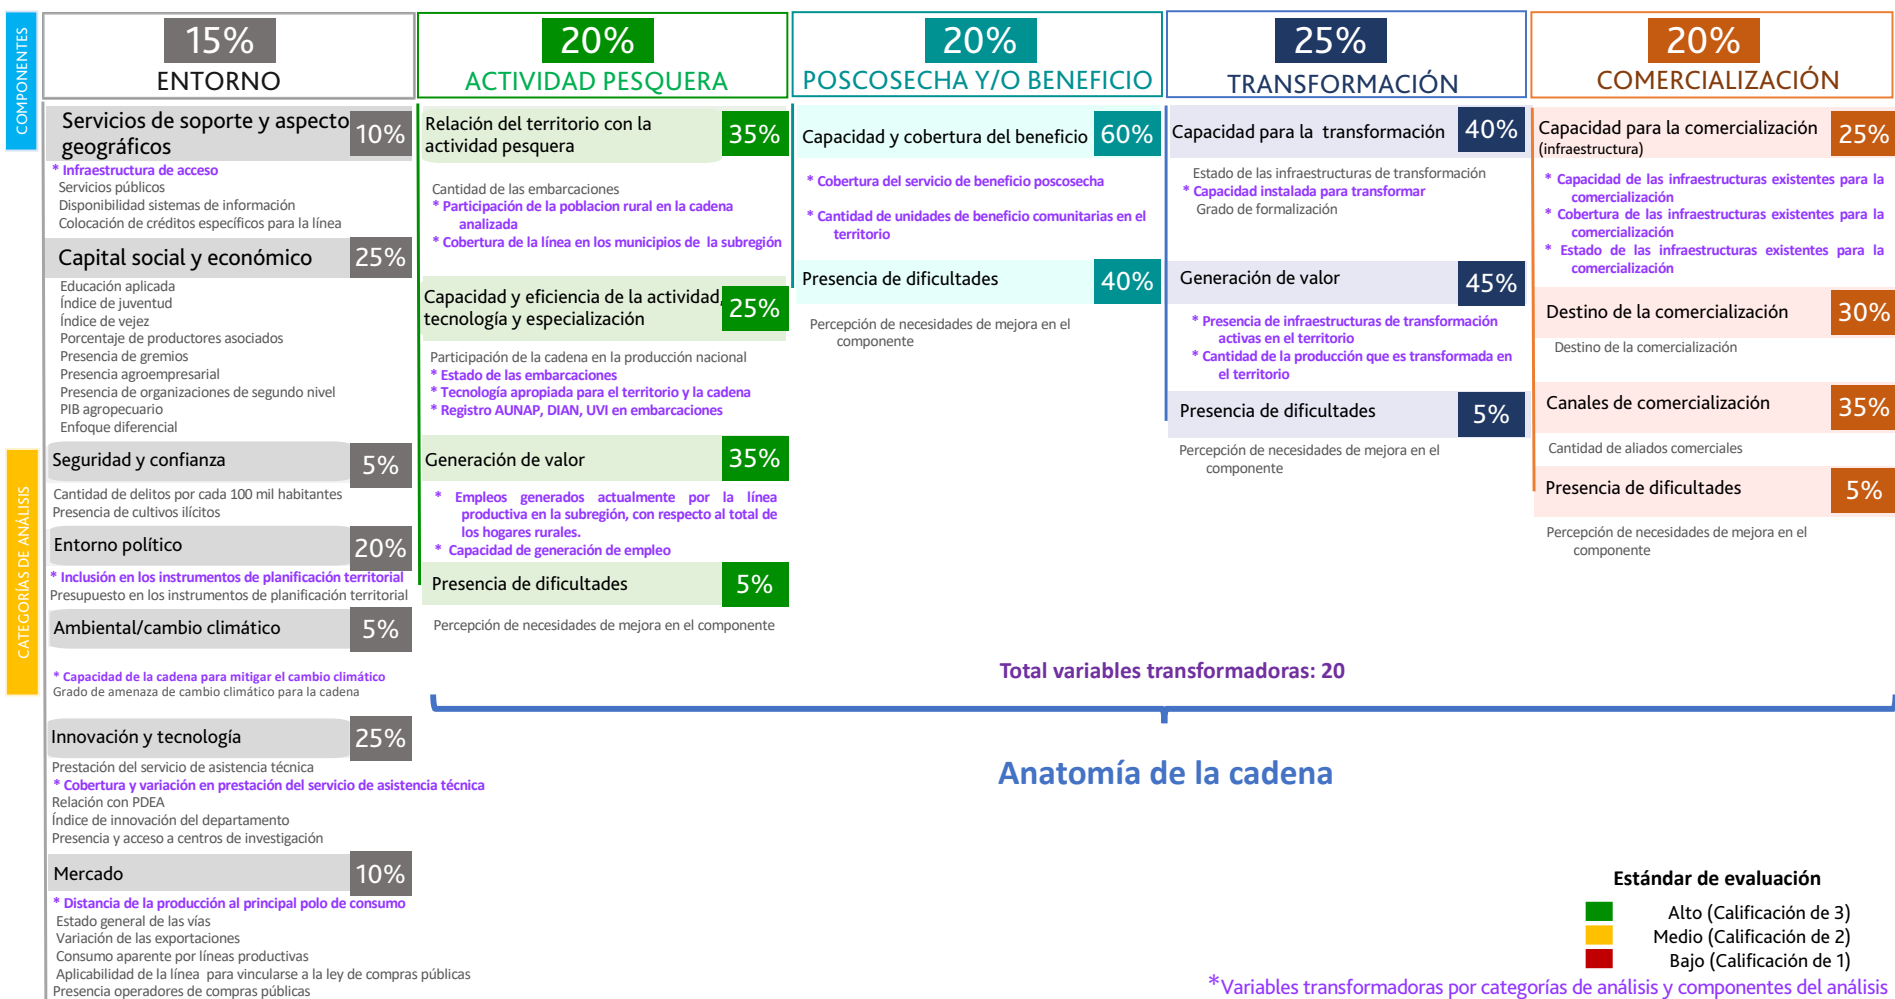 COMPONENTES
CATEGORÍAS DE ANÁLISIS
15%
ENTORNO
Servicios de soporte y aspecto
geográficos
10%
* Infraestructura de acceso
Servicios públicos
Disponibilidad sistemas de información
Colocación de créditos específicos para la línea
Capital social y económico
25%
Educación aplicada
Índice de juventud
Índice de vejez
Porcentaje de productores asociados
Presencia de gremios
Presencia agroempresarial
Presencia de organizaciones de segundo nivel
PIB agropecuario
Enfoque diferencial
Seguridad y confianza
5%
Cantidad de delitos por cada 100 mil habitantes
Presencia de cultivos ilícitos
Entorno político
20%
* Inclusión en los instrumentos de planificación territorial
Presupuesto en los instrumentos de planificación territorial
Ambiental/cambio climático
5%
* Capacidad de la cadena para mitigar el cambio climático
Grado de amenaza de cambio climático para la cadena
Innovación y tecnología
25%
Prestación del servicio de asistencia técnica
* Cobertura y variación en prestación del servicio de asistencia técnica
Relación con PDEA
Índice de innovación del departamento
Presencia y acceso a centros de investigación
Mercado
10%
* Distancia de la producción al principal polo de consumo
Estado general de las vías
Variación de las exportaciones
Consumo aparente por líneas productivas
Aplicabilidad de la línea para vincularse a la ley de compras públicas
Presencia operadores de compras públicas
20%
ACTIVIDAD PESQUERA
Relación del territorio con la
actividad pesquera
35%
Cantidad de las embarcaciones
* Participación de la poblacion rural en la cadena
analizada
* Cobertura de la línea en los municipios de la subregión
Capacidad y eficiencia de la actividad,
tecnología y especialización
25%
Participación de la cadena en la producción nacional
* Estado de las embarcaciones
* Tecnología apropiada para el territorio y la cadena
* Registro AUNAP, DIAN, UVI en embarcaciones
Generación de valor
35%
* Empleos generados actualmente por la línea
productiva en la subregión, con respecto al total de
los hogares rurales.
* Capacidad de generación de empleo
Presencia de dificultades
5%
Percepción de necesidades de mejora en el componente
20%
POSCOSECHA Y/O BENEFICIO
Capacidad y cobertura del beneficio
60%
* Cobertura del servicio de beneficio poscosecha
* Cantidad de unidades de beneficio comunitarias en el
territorio
Presencia de dificultades
40%
Percepción de necesidades de mejora en el
componente
25%
TRANSFORMACIÓN
Capacidad para la transformación
40%
Estado de las infraestructuras de transformación
* Capacidad instalada para transformar
Grado de formalización
Generación de valor
45%
* Presencia de infraestructuras de transformación
activas en el territorio
* Cantidad de la producción que es transformada en
el territorio
Presencia de dificultades
5%
Percepción de necesidades de mejora en el
componente
20%
COMERCIALIZACIÓN
Capacidad para la comercialización
(infraestructura)
25%
* Capacidad de las infraestructuras existentes para la
comercialización
* Cobertura de las infraestructuras existentes para la
comercialización
* Estado de las infraestructuras existentes para la
comercialización
Destino de la comercialización
30%
Destino de la comercialización
Canales de comercialización
35%
Cantidad de aliados comerciales
Presencia de dificultades
5%
Percepción de necesidades de mejora en el
componente
Total variables transformadoras: 20
Anatomía de la cadena
Estándar de evaluación
Alto (Calificación de 3)
Medio (Calificación de 2)
Bajo (Calificación de 1)
*Variables transformadoras por categorías de análisis y componentes del análisis